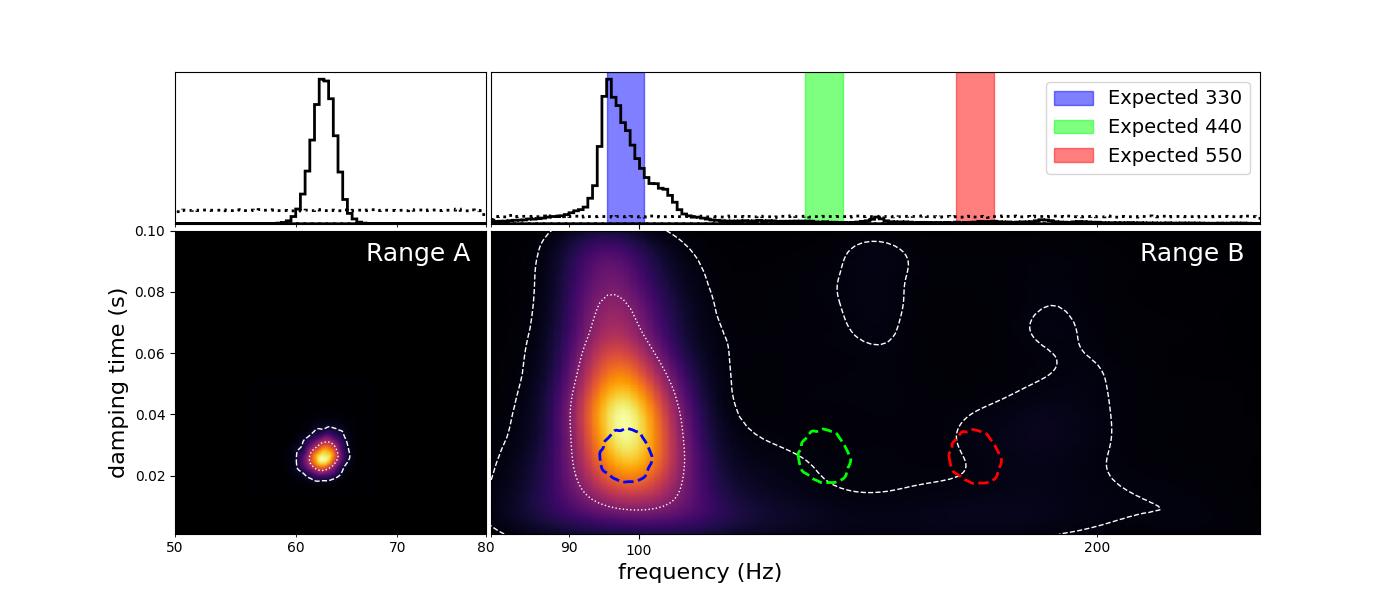 Expected 330
Expected 440
Expected 550
Range A
Range B
0.10
0.08
0.06
0.04
0.02
damping time (s)
50
60
70
80
90
100
200
frequency (Hz)